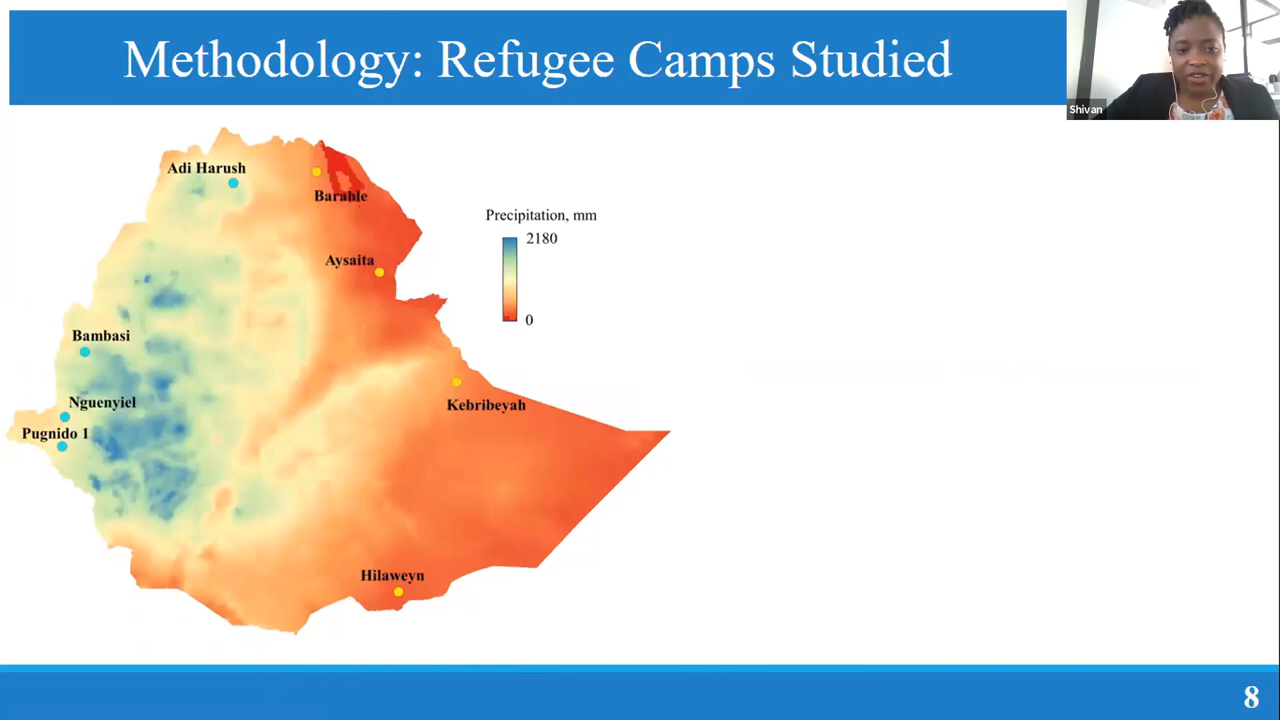 Methodology: Refugee Camps Studied
Shivan
Adi Harush
Barahle
Precipitation, mm
2180
0
Aysaita
Bambasi
Nguenyiel
Pugnido 1
Kebribeyah
Hilaweyn
8